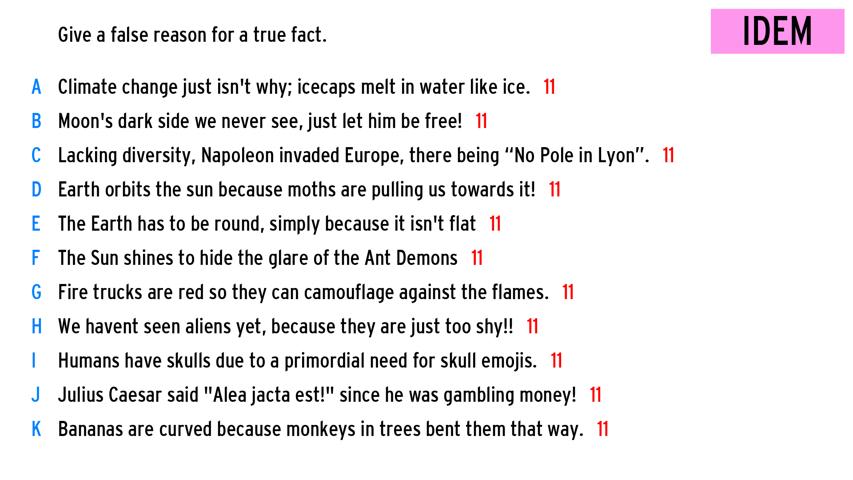 Give a false reason for a true fact.
IDEM
A Climate change just isn't why; icecaps melt in water like ice. 11
B Moon's dark side we never see, just let him be free! 11
C Lacking diversity, Napoleon invaded Europe, there being “No Pole in Lyon”. 11
D Earth orbits the sun because moths are pulling us towards it! 11
E The Earth has to be round, simply because it isn't flat 11
F The Sun shines to hide the glare of the Ant Demons 11
G Fire trucks are red so they can camouflage against the flames. 11
H We havent seen aliens yet, because they are just too shy!! 11
I Humans have skulls due to a primordial need for skull emojis. 11
J Julius Caesar said "Alea jacta est!" since he was gambling money! 11
K Bananas are curved because monkeys in trees bent them that way. 11